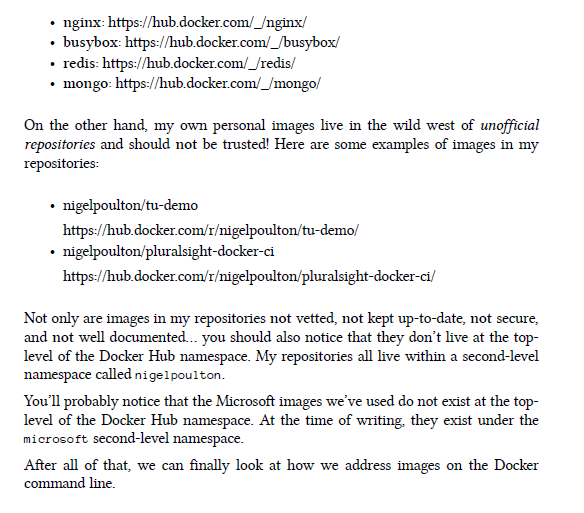 • nginx: https://hub.docker.com/_/nginx/
• busybox: https://hub.docker.com/_/busybox/
• redis: https://hub.docker.com/_/redis/
• mongo: https://hub.docker.com/_/mongo/
On the other hand, my own personal images live in the wild west of unofficial
repositories and should not be trusted! Here are some examples of images in my
repositories:
• nigelpoulton/tu-demo
https://hub.docker.com/r/nigelpoulton/tu-demo/
• nigelpoulton/pluralsight-docker-ci
https://hub.docker.com/r/nigelpoulton/pluralsight-docker-ci/
Not only are images in my repositories not vetted, not kept up-to-date, not secure,
and not well documented… you should also notice that they don’t live at the top-
level of the Docker Hub namespace. My repositories all live within a second-level
namespace called nigelpoulton.
You’ll probably notice that the Microsoft images we’ve used do not exist at the top-
level of the Docker Hub namespace. At the time of writing, they exist under the
microsoft second-level namespace.
After all of that, we can finally look at how we address images on the Docker
command line.